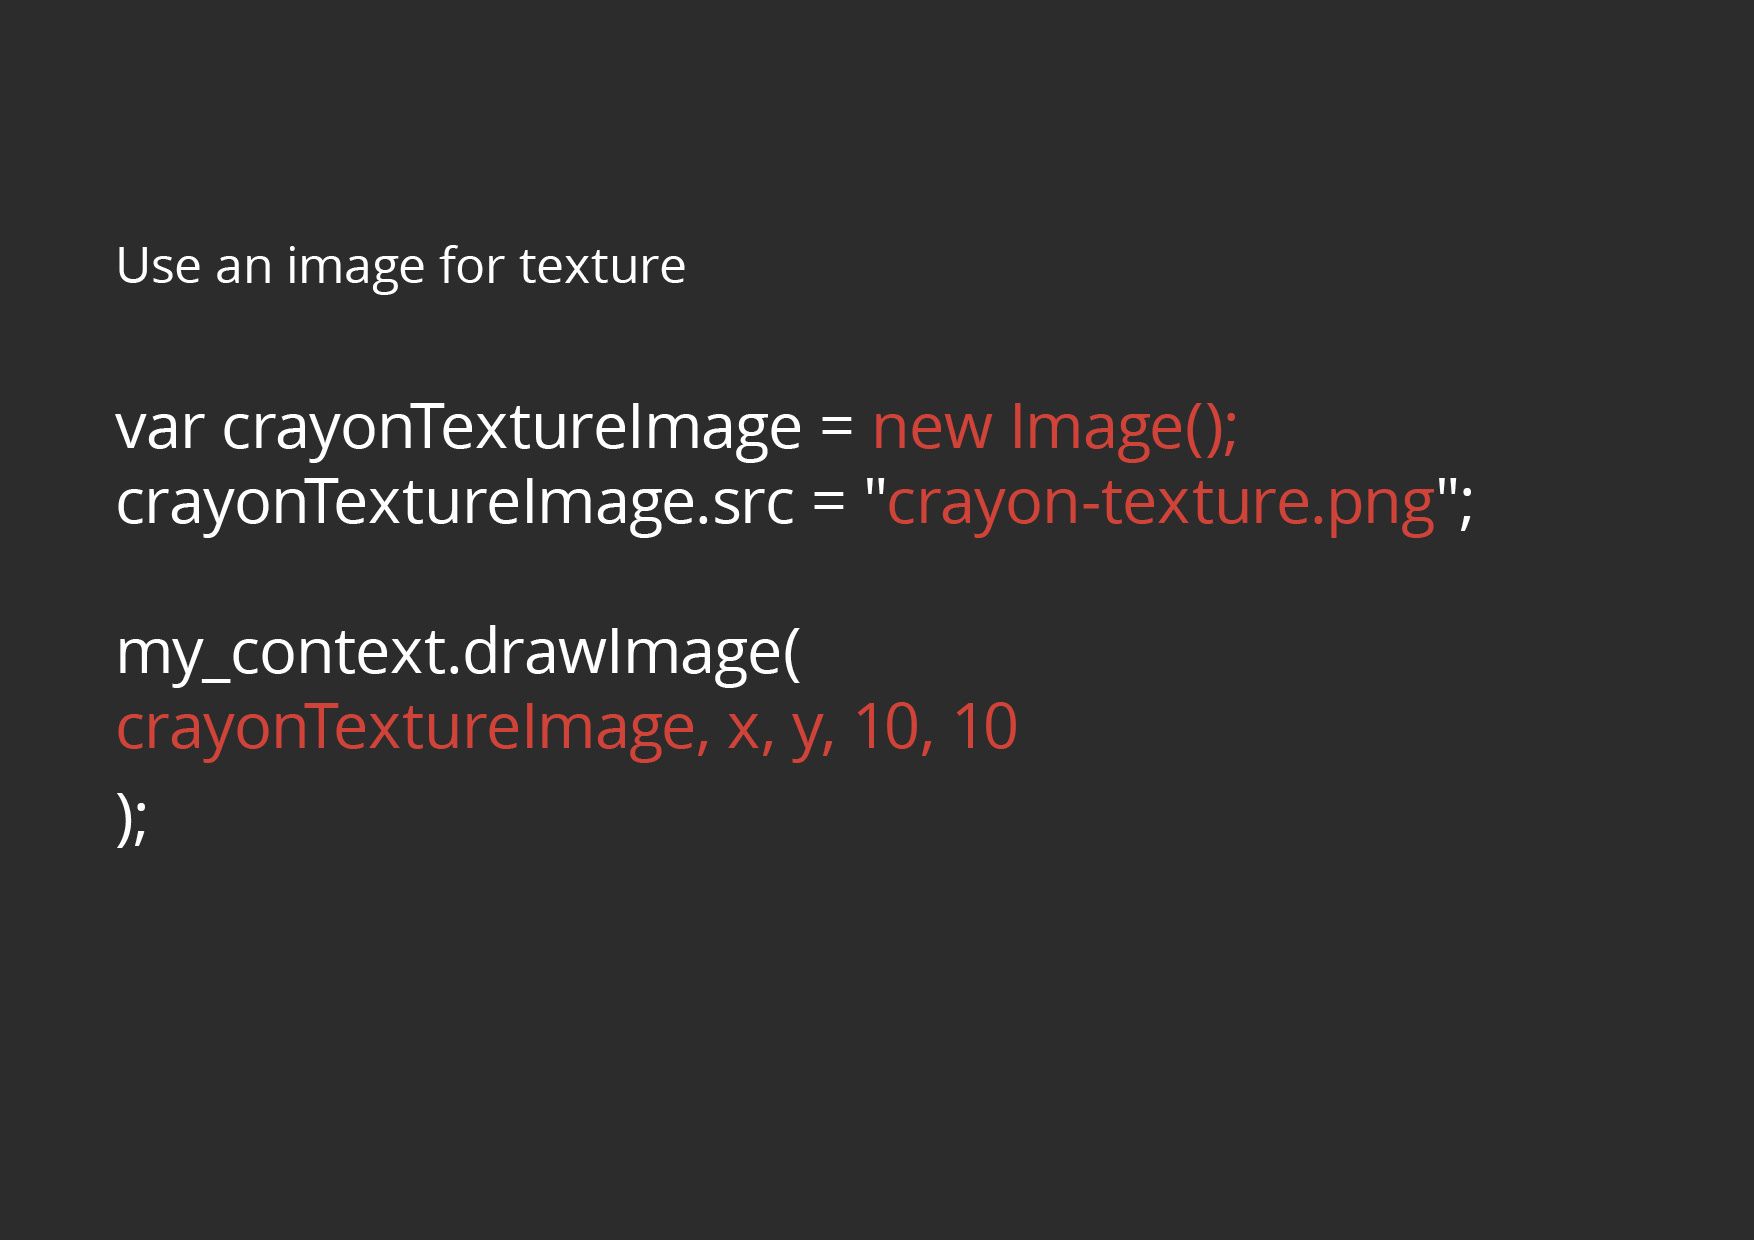 Use an image for texture
var crayonTextureImage = new Image();
crayonTextureImage.src = "crayon-texture.png";
my_context.drawImage(
crayonTextureImage, x, y, 10, 10
);